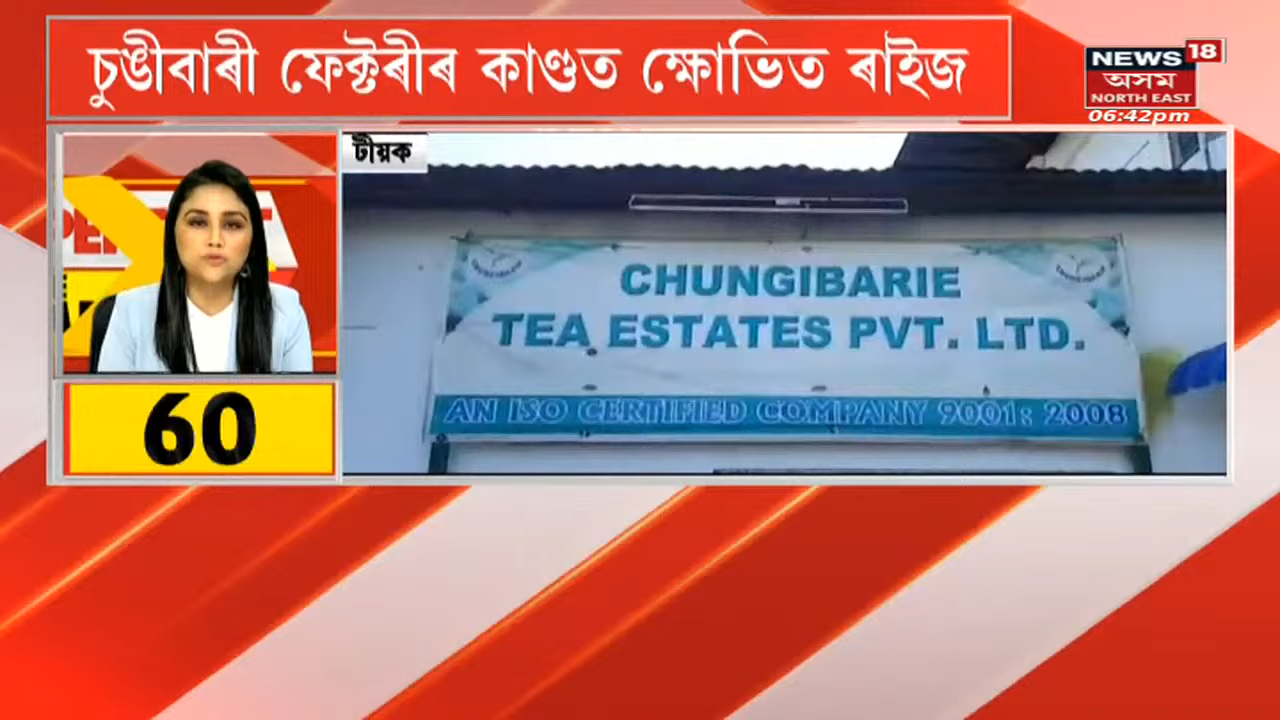 চুঙীবাৰী ফেক্টৰীৰ কাণ্ডত ক্ষোভিত ৰাইজ
NEWS 18
অসম
NORTH EAST
06:42pm
টীয়ক
60
CHUNGIBARIE
TEA ESTATES PVT. LTD.
AN ISO CERTIFIED COMPANY 9001: 2008